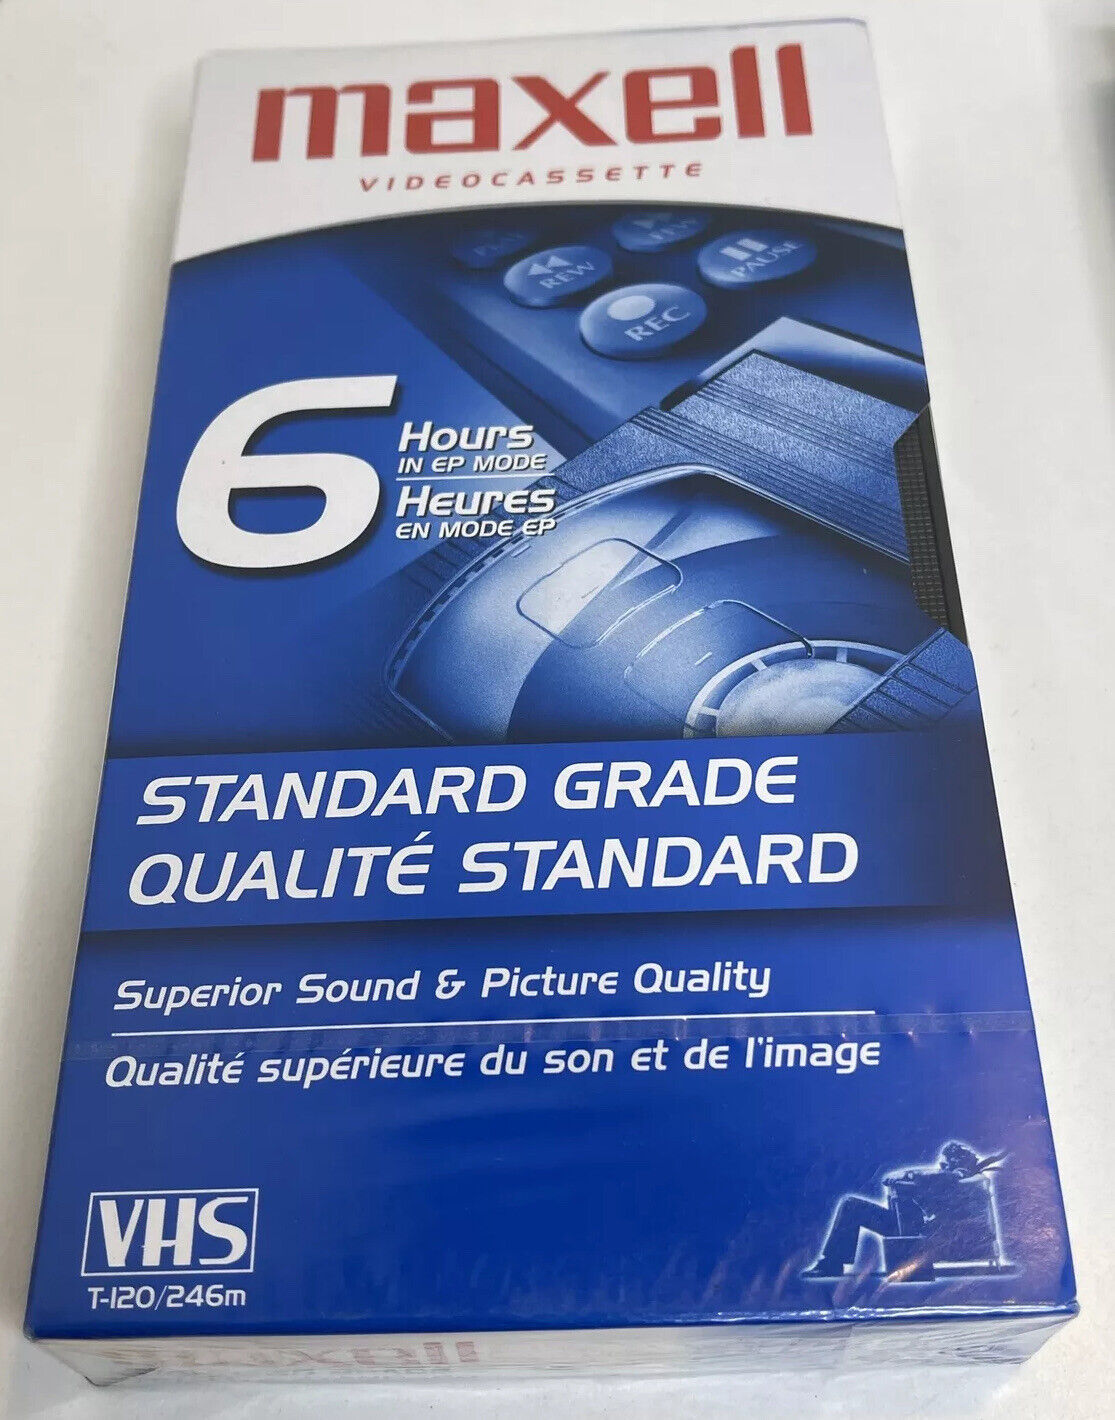 maxell
VIDEOCASSETTE
REW
PAUSE
REC
6
Hours
IN EP MODE
Heures
EN MODE EP
STANDARD GRADE
QUALITÉ STANDARD
Superior Sound & Picture Quality
Qualité supérieure du son et de l'image
VHS
T-120/246m
maxell